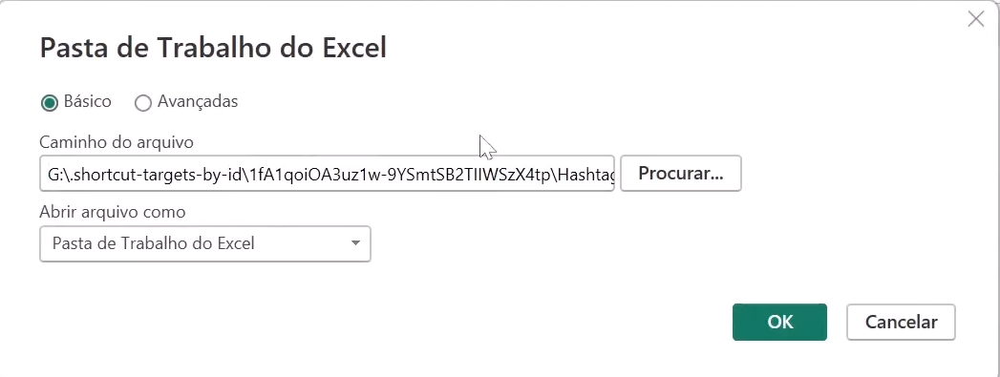 Pasta de Trabalho do Excel
Básico Avançadas
Caminho do arquivo
G:\.shortcut-targets-by-id\1fA1qoiOA3uz1w-9YSmtSB2TIIWSzX4tp\Hashtag Procurar...
Abrir arquivo como
Pasta de Trabalho do Excel
OK Cancelar